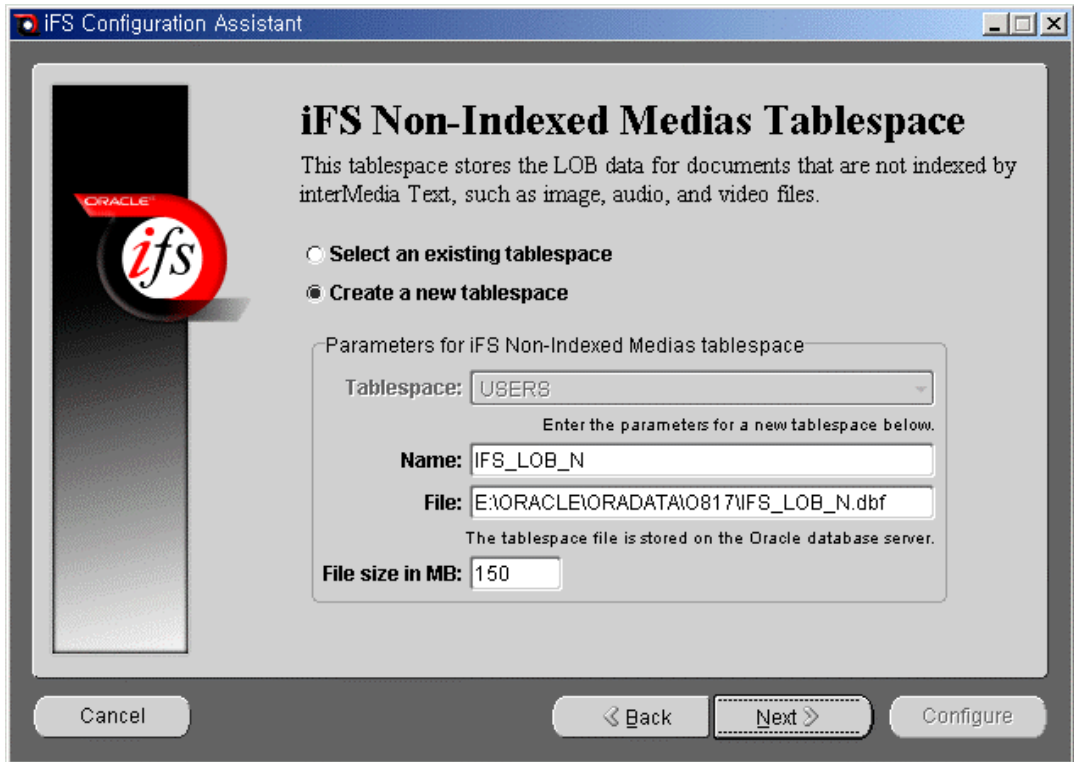 iFS Configuration Assistant
iFS Non-Indexed Medias Tablespace
This tablespace stores the LOB data for documents that are not indexed by
interMedia Text, such as image, audio, and video files.
ORACLE
ifs
Select an existing tablespace
Create a new tablespace
Parameters for iFS Non-Indexed Medias tablespace
Tablespace: USERS
Enter the parameters for a new tablespace below.
Name: IFS_LOB_N
File: E:\ORACLE\ORADATA\O817\IFS_LOB_N.dbf
The tablespace file is stored on the Oracle database server.
File size in MB: 150
Cancel Back Next Configure